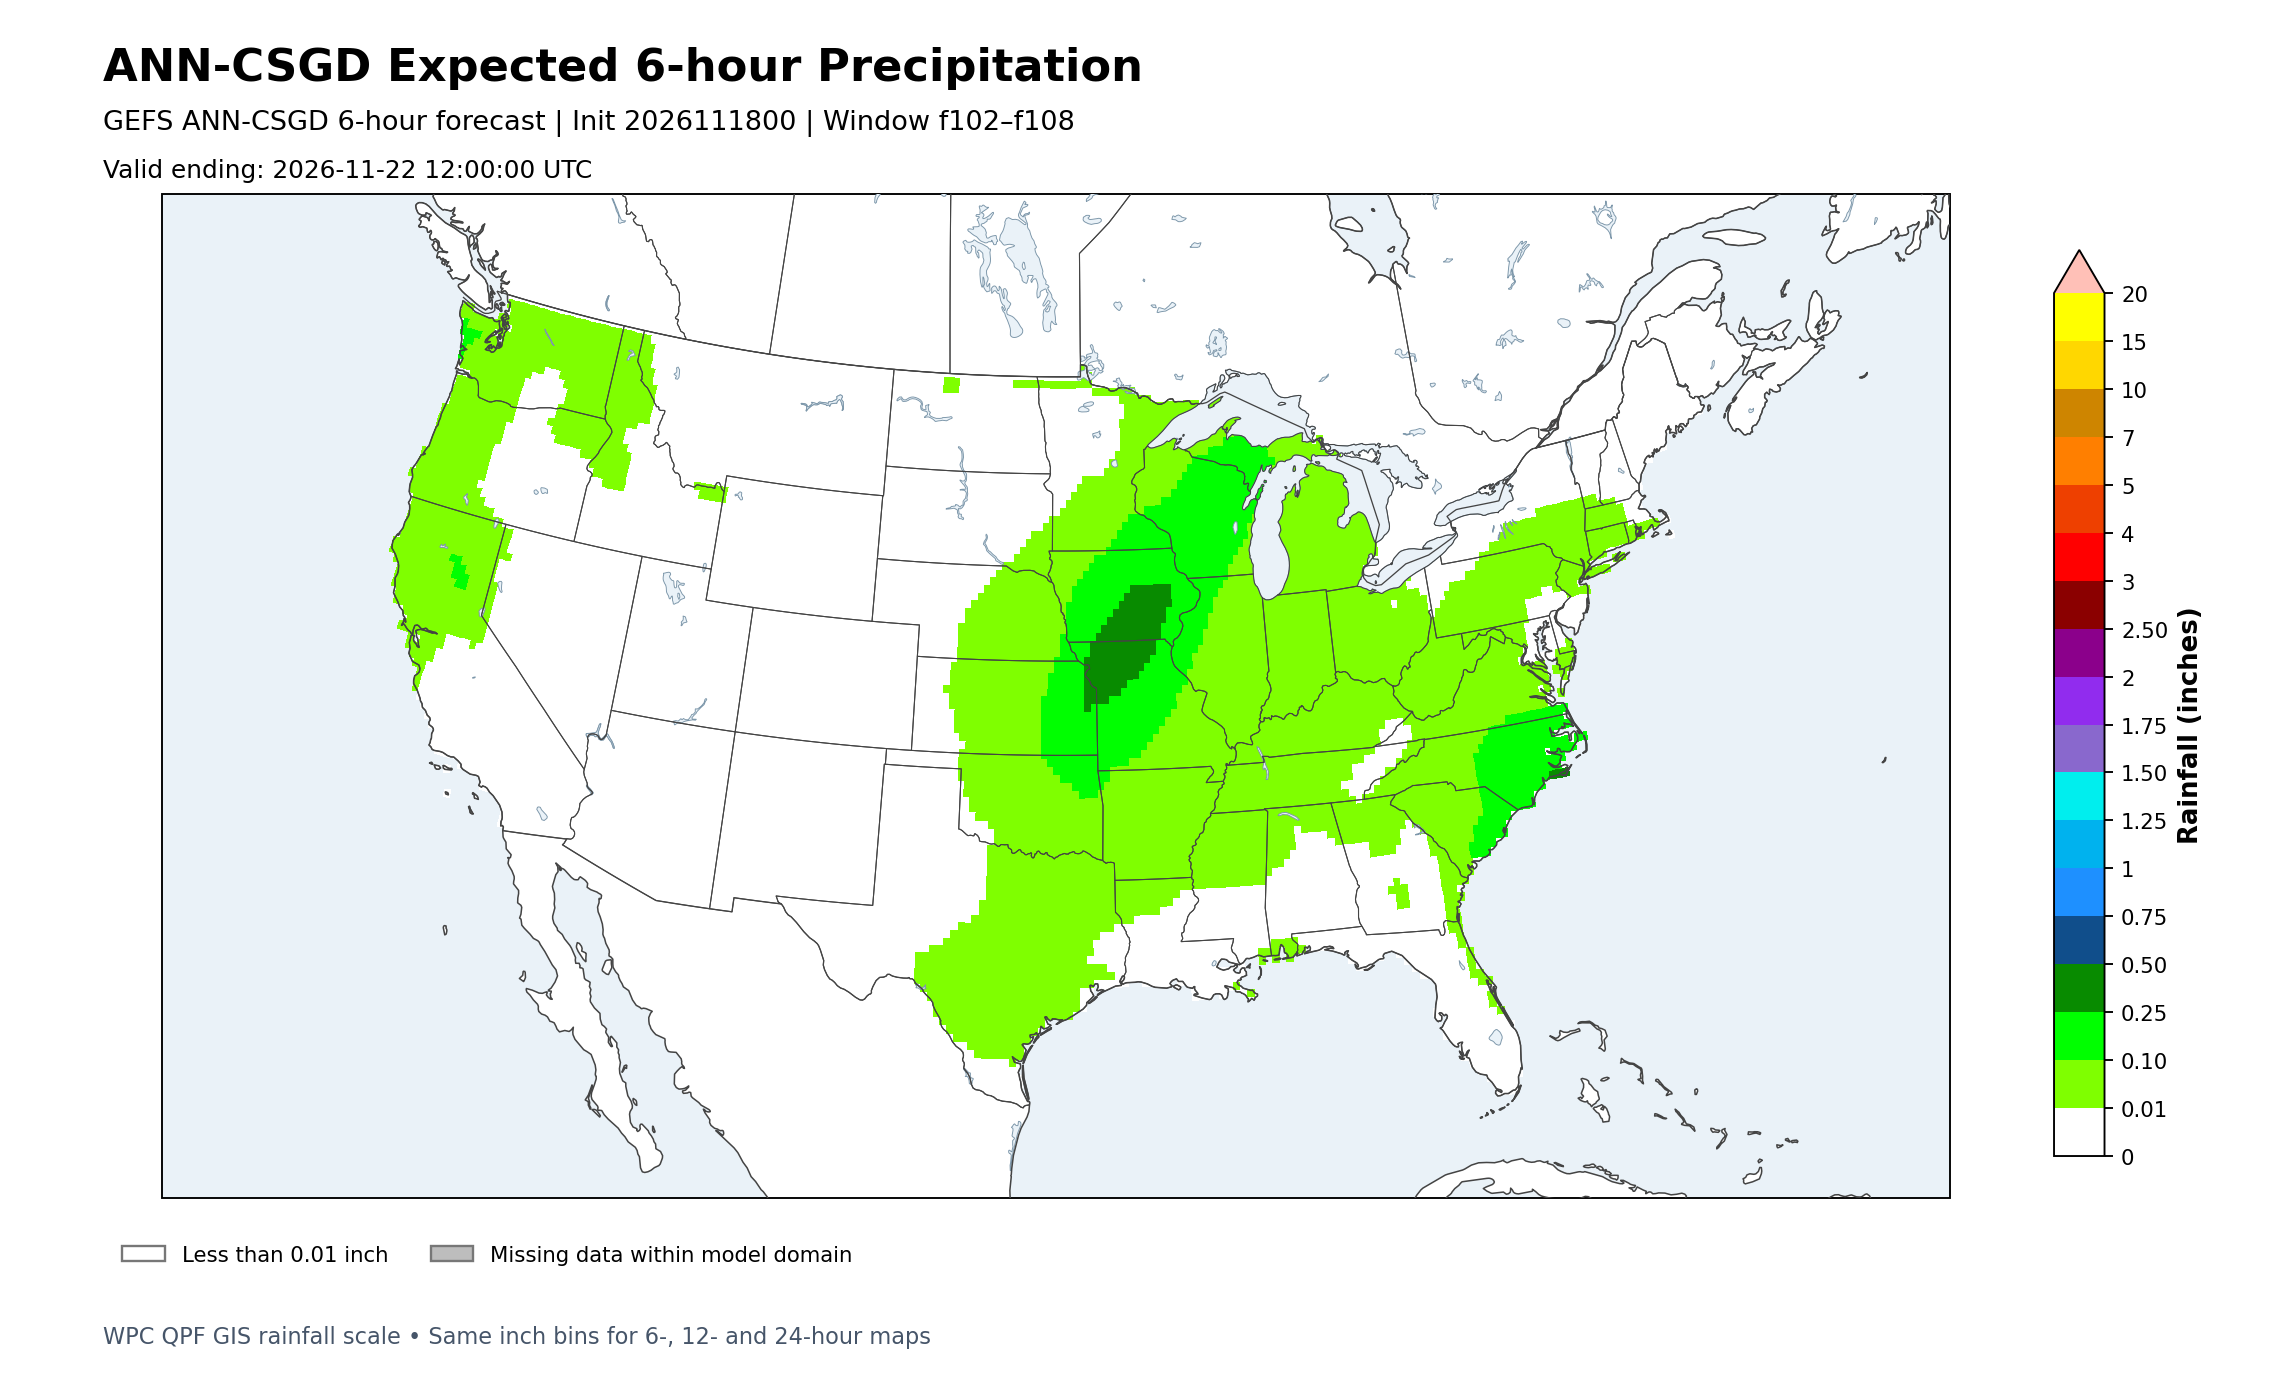 ANN-CSGD Expected 6-hour Precipitation
GEFS ANN-CSGD 6-hour forecast | Init 2026111800 | Window f102–f108
Valid ending: 2026-11-22 12:00:00 UTC
20
15
10
7
5
4
3
2.50
2
1.75
1.50
1.25
1
0.75
0.50
0.25
0.10
0.01
0
Rainfall (inches)
Less than 0.01 inch
Missing data within model domain
WPC QPF GIS rainfall scale • Same inch bins for 6-, 12- and 24-hour maps